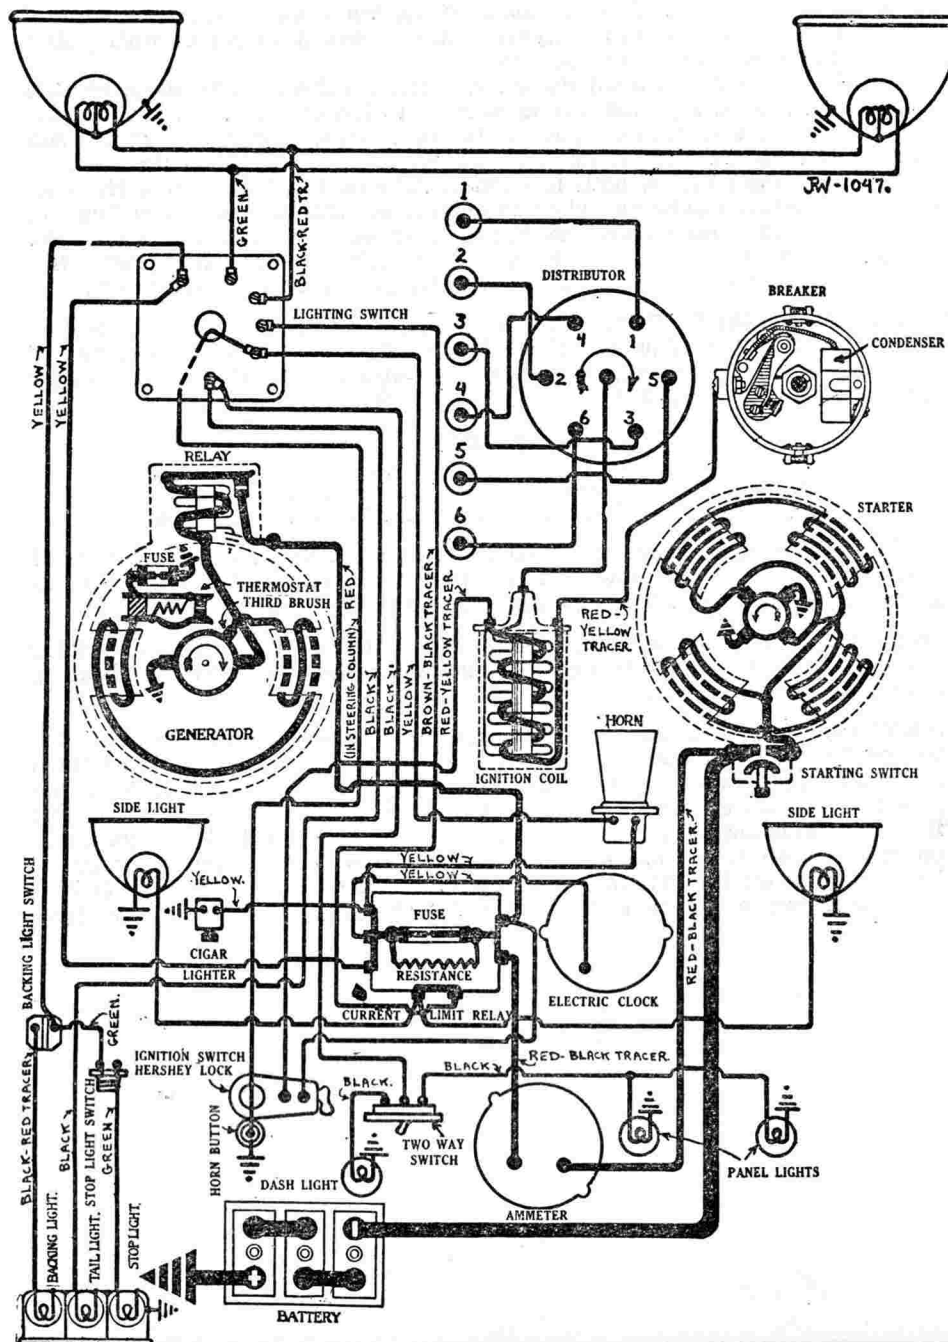 JRW-1047.
GREEN.
BLACK-RED TR.
1
2
3
4
5
6
DISTRIBUTOR
4
1
2
5
6
3
BREAKER
CONDENSER
LIGHTING SWITCH
YELLOW
YELLOW
RELAY
FUSE
THERMOSTAT
THIRD BRUSH
GENERATOR
STARTER
(IN STEERING COLUMN) RED
BLACK
BLACK
YELLOW
BROWN-BLACK TRACER
RED-YELLOW TRACER
RED-
YELLOW
TRACER
IGNITION COIL
HORN
STARTING SWITCH
SIDE LIGHT
SIDE LIGHT
YELLOW
YELLOW
YELLOW.
FUSE
RESISTANCE
CIGAR
LIGHTER
CURRENT LIMIT RELAY
ELECTRIC CLOCK
RED-BLACK TRACER
BACKING LIGHT SWITCH
GREEN.
IGNITION SWITCH
HERSHEY LOCK
BLACK.
BLACK
RED-BLACK TRACER
HORN BUTTON
TWO WAY
SWITCH
DASH LIGHT
AMMETER
PANEL LIGHTS
BLACK-RED TRACER
BLACK
STOP LIGHT SWITCH
GREEN
BACKING LIGHT.
TAIL LIGHT.
STOP LIGHT.
BATTERY